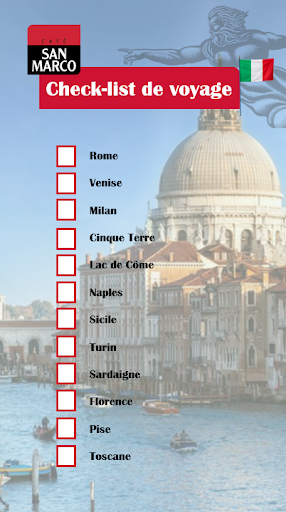 CAFÉ
SAN
MARCO
Check-list de voyage
Rome
Venise
Milan
Cinque Terre
Lac de Côme
Naples
Sicile
Turin
Sardaigne
Florence
Pise
Toscane